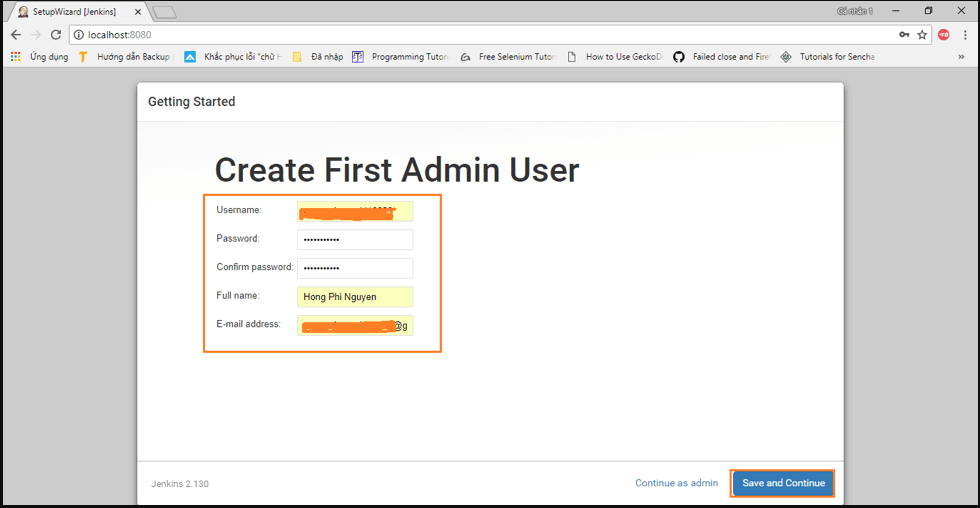 SetupWizard [Jenkins]
Cá nhân 1
localhost:8080
Ứng dụng
Hướng dẫn Backup
Khắc phục lỗi "chữ H
Đã nhập
Programming Tutor
Free Selenium Tutor
How to Use GeckoD
Failed close and Fire
Tutorials for Sencha
»
Getting Started
Create First Admin User
Username:
Password: •••••••••••
Confirm password: •••••••••••
Full name: Hong Phi Nguyen
E-mail address: @g
Jenkins 2.130
Continue as admin
Save and Continue